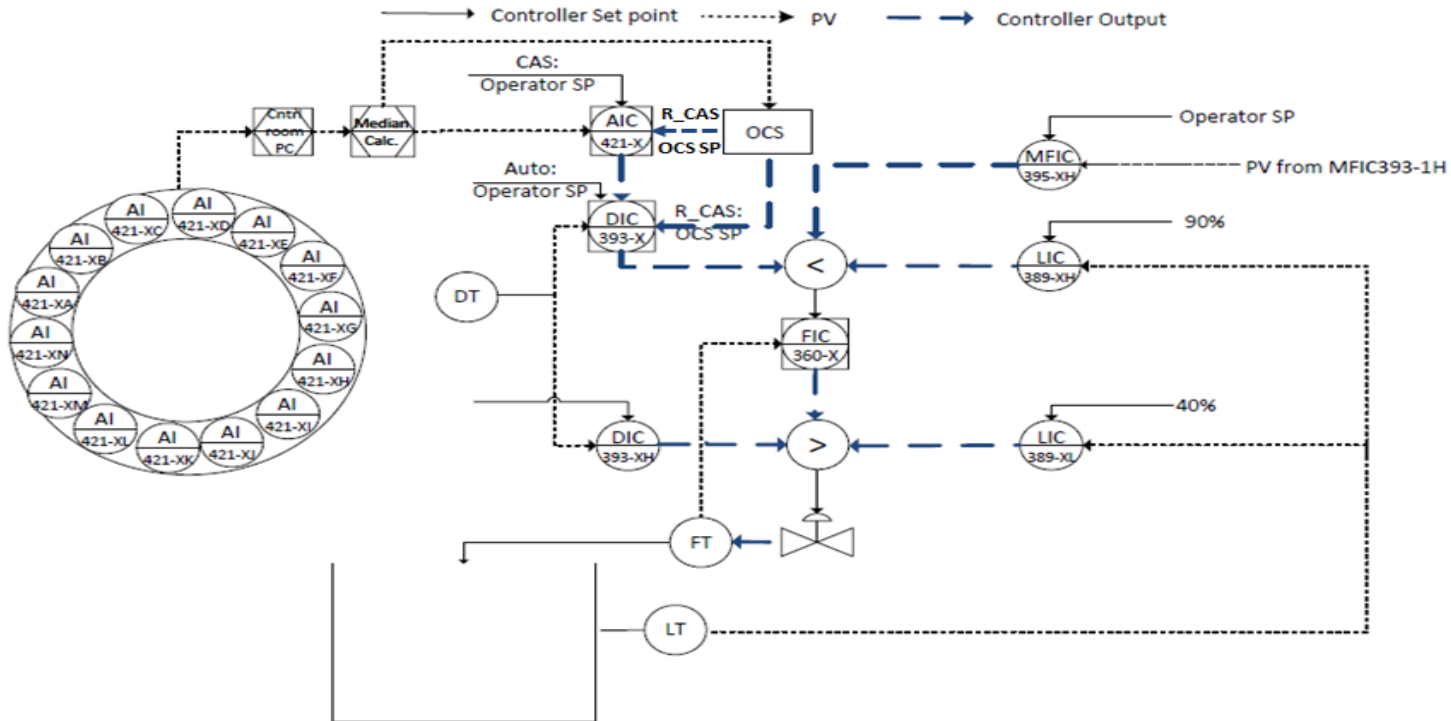 Controller Set point
PV
Controller Output
CAS:
Operator SP
Cntrl
room
PC
Median
Calc.
AIC
421-X
R_CAS
OCS SP
OCS
Operator SP
MFIC
395-XH
PV from MFIC393-1H
Auto:
Operator SP
DIC
393-X
R_CAS:
OCS SP
90%
LIC
389-XH
<
DT
FIC
360-X
AI
421-XA
AI
421-XB
AI
421-XC
AI
421-XD
AI
421-XE
AI
421-XF
AI
421-XG
AI
421-XH
AI
421-XI
AI
421-XJ
AI
421-XK
AI
421-XL
AI
421-XM
AI
421-XN
DIC
393-XH
>
40%
LIC
389-XL
FT
LT